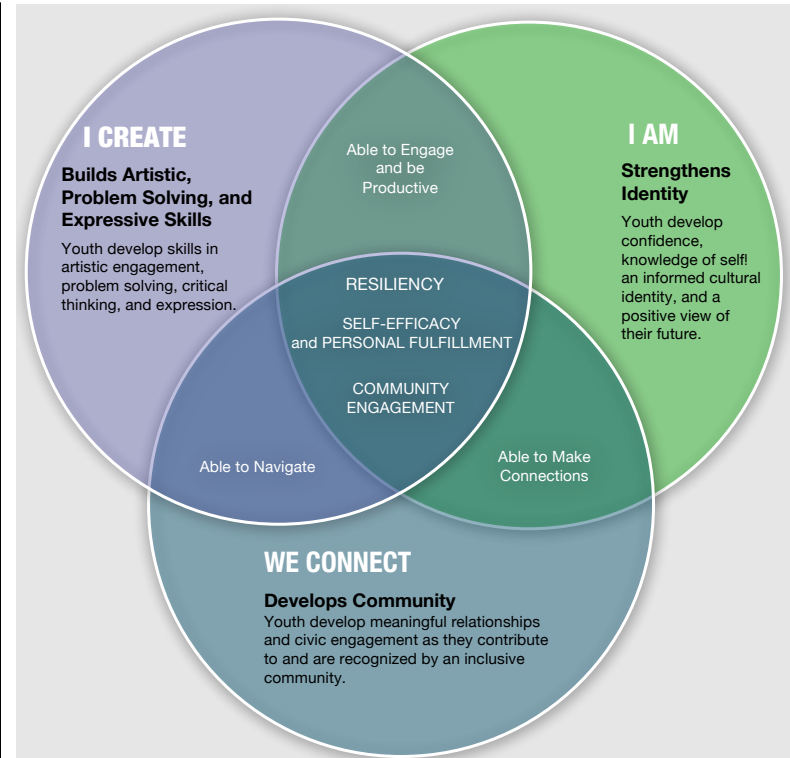 I CREATE
Builds Artistic,
Problem Solving, and
Expressive Skills
Youth develop skills in
artistic engagement,
problem solving, critical
thinking, and expression.
Able to Engage
and be
Productive
I AM
Strengthens
Identity
Youth develop
confidence,
knowledge of self!
an informed cultural
identity, and a
positive view of
their future.
RESILIENCY
SELF-EFFICACY
and PERSONAL FULFILLMENT
COMMUNITY
ENGAGEMENT
Able to Navigate
Able to Make
Connections
WE CONNECT
Develops Community
Youth develop meaningful relationships
and civic engagement as they contribute
to and are recognized by an inclusive
community.